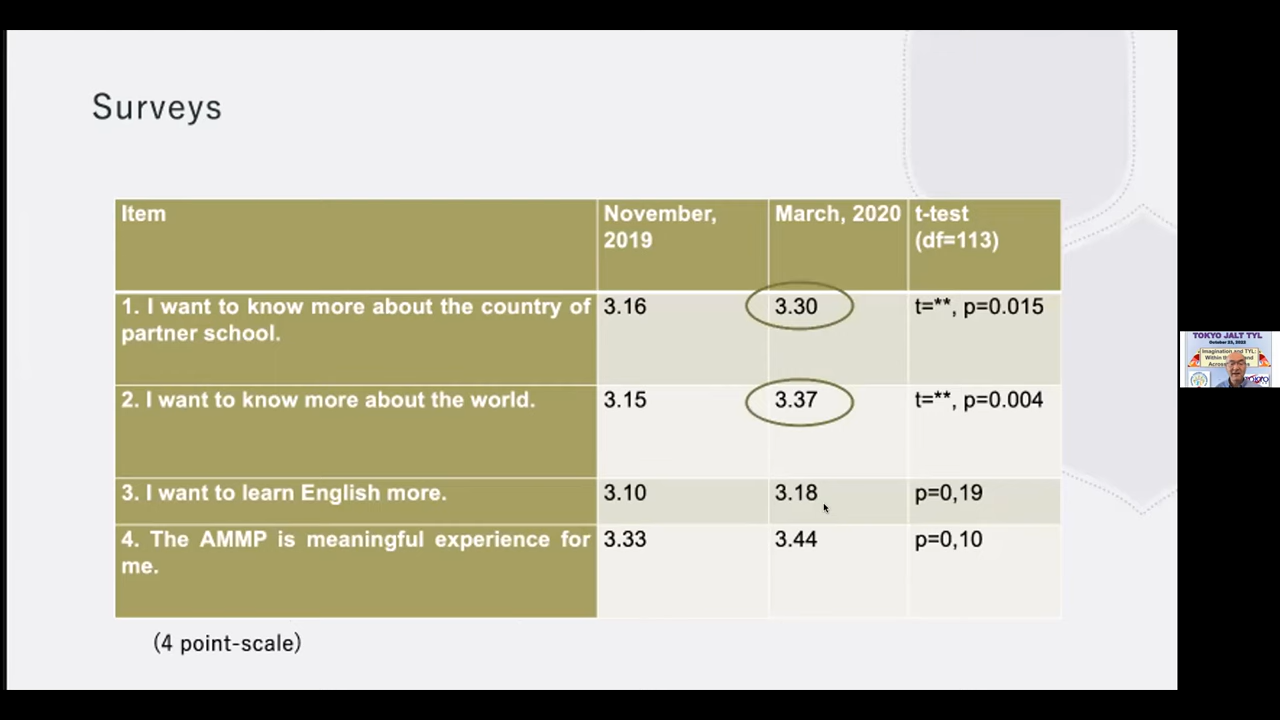 Surveys
Item
November,
2019
March, 2020
t-test
(df=113)
1. I want to know more about the country of
partner school.
3.16
3.30
t=**, p=0.015
2. I want to know more about the world.
3.15
3.37
t=**, p=0.004
3. I want to learn English more.
3.10
3.18
p=0,19
4. The AMMP is meaningful experience for
me.
3.33
3.44
p=0,10
(4 point-scale)
TOKYO JALT TYL
Imagination and TYL: